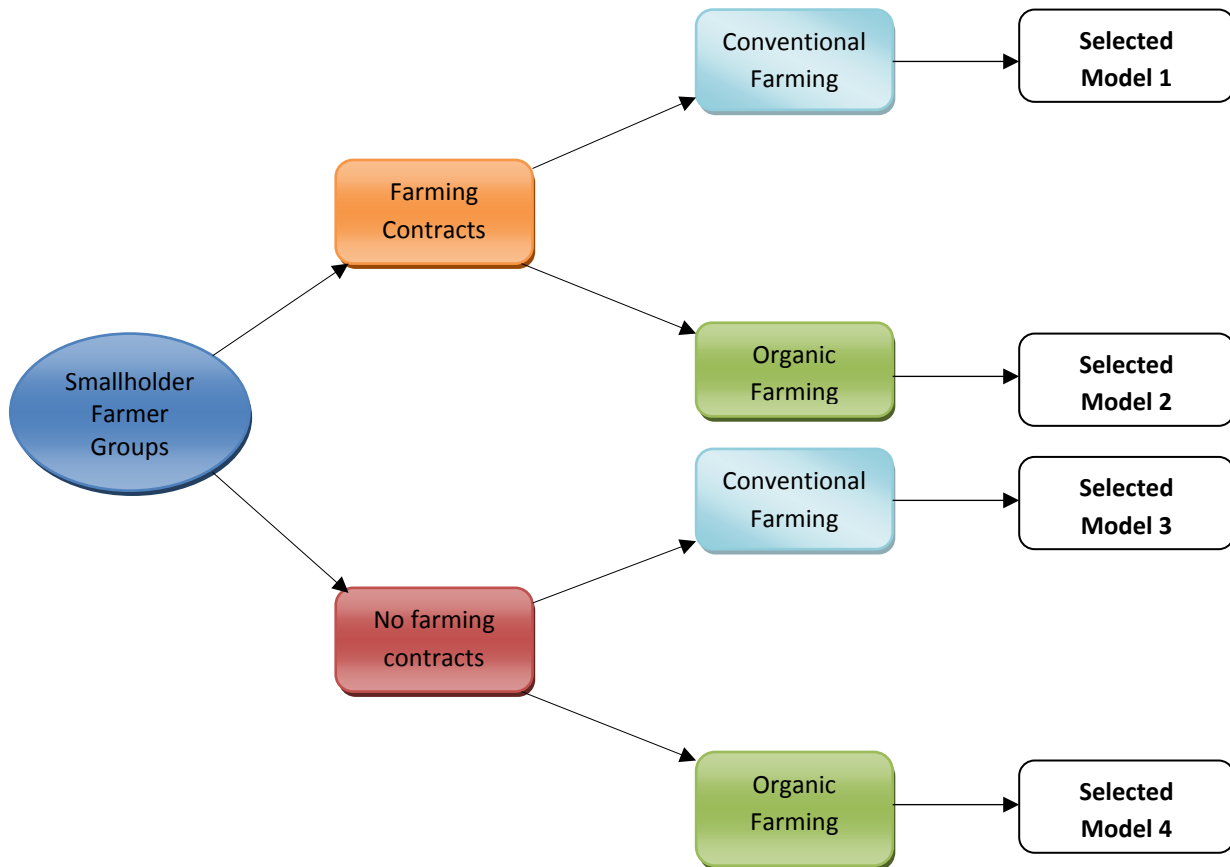 Conventional
Farming
Selected
Model 1
Farming
Contracts
Organic
Farming
Selected
Model 2
Smallholder
Farmer
Groups
Conventional
Farming
Selected
Model 3
No farming
contracts
Organic
Farming
Selected
Model 4